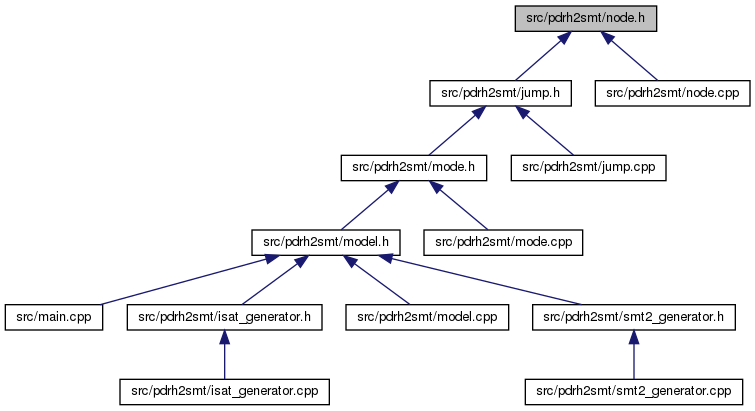 src/pdrh2smt/node.h
src/pdrh2smt/jump.h
src/pdrh2smt/node.cpp
src/pdrh2smt/mode.h
src/pdrh2smt/jump.cpp
src/pdrh2smt/model.h
src/pdrh2smt/mode.cpp
src/main.cpp
src/pdrh2smt/isat_generator.h
src/pdrh2smt/model.cpp
src/pdrh2smt/smt2_generator.h
src/pdrh2smt/isat_generator.cpp
src/pdrh2smt/smt2_generator.cpp